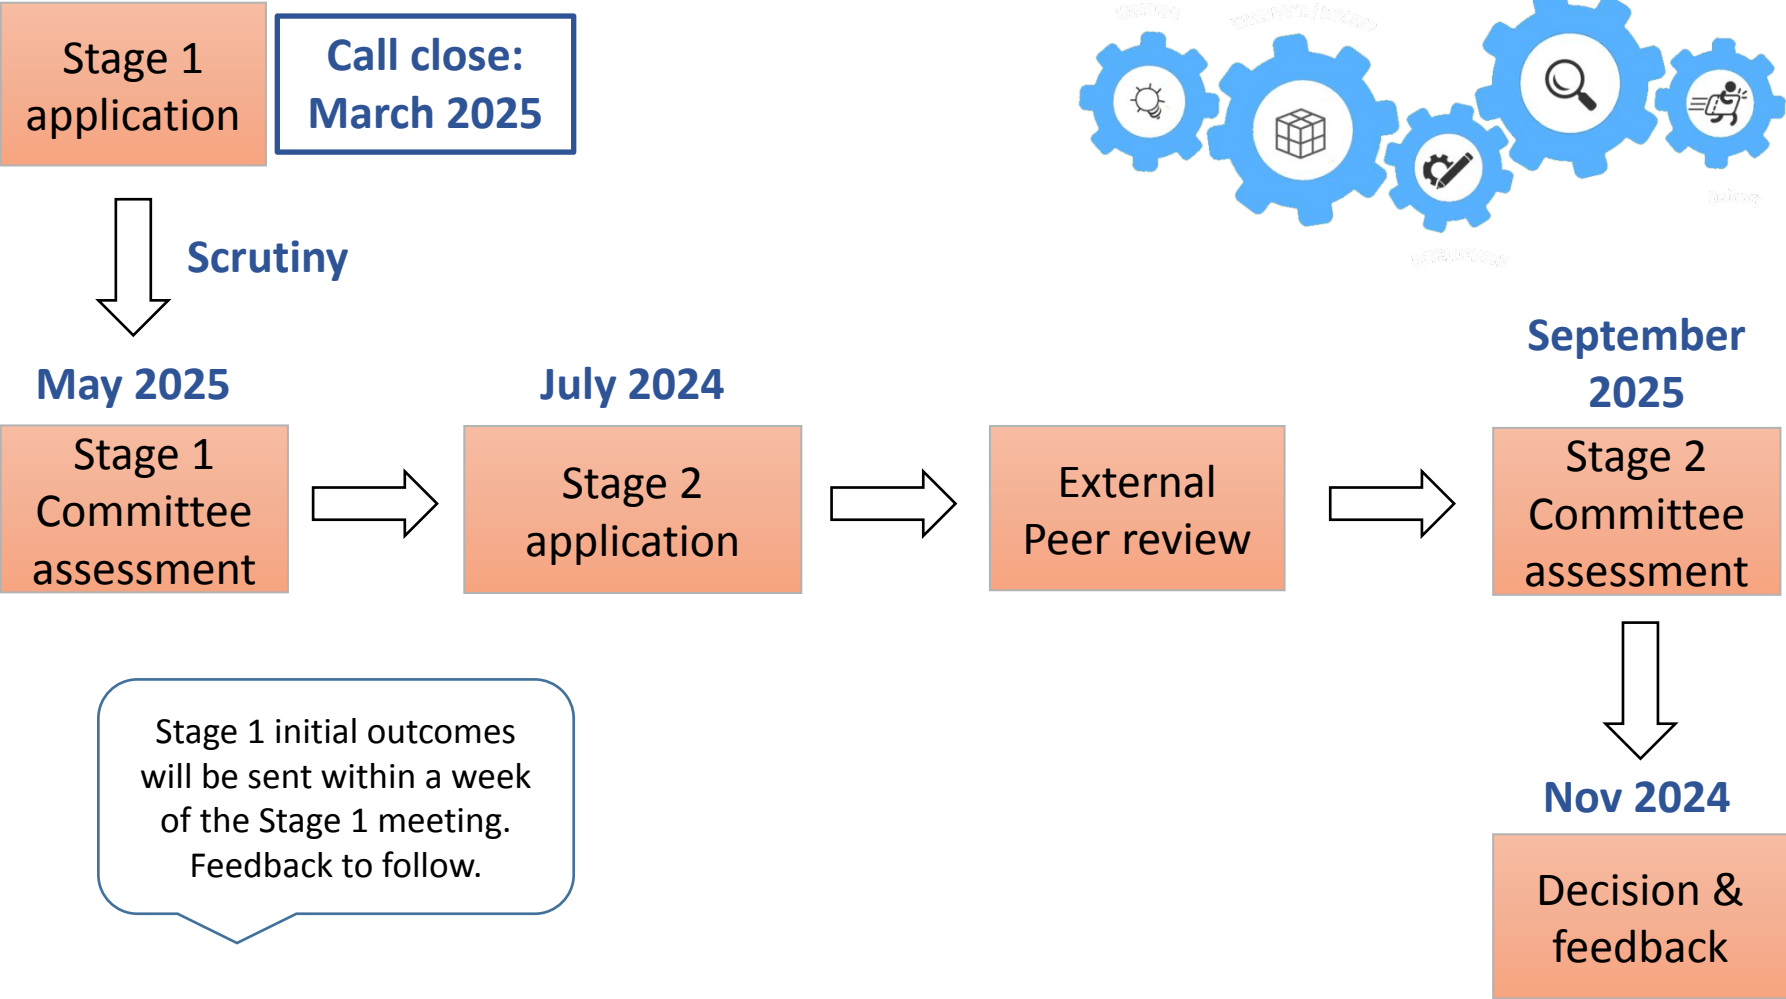 Stage 1
application
Call close:
March 2025
Scrutiny
May 2025
Stage 1
Committee
assessment
July 2024
Stage 2
application
External
Peer review
September
2025
Stage 2
Committee
assessment
Stage 1 initial outcomes
will be sent within a week
of the Stage 1 meeting.
Feedback to follow.
Nov 2024
Decision &
feedback